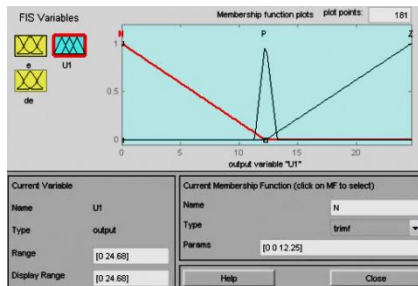 FIS Variables
Membership function plots plot points: 181
e
U1
de
N P Z
1
0.5
0
0 5 10 15 20
output variable "U1"
Current Variable
Name U1
Type output
Range [0 24.68]
Display Range [0 24.68]
Current Membership Function (click on MF to select)
Name N
Type trimf
Params [0 0 12.25]
Help Close